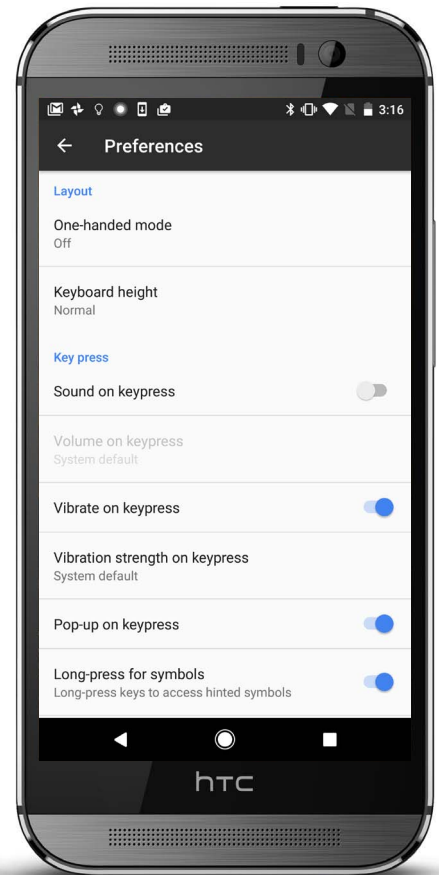 3:16
Preferences
Layout
One-handed mode
Off
Keyboard height
Normal
Key press
Sound on keypress
Volume on keypress
System default
Vibrate on keypress
Vibration strength on keypress
System default
Pop-up on keypress
Long-press for symbols
Long-press keys to access hinted symbols
hTC